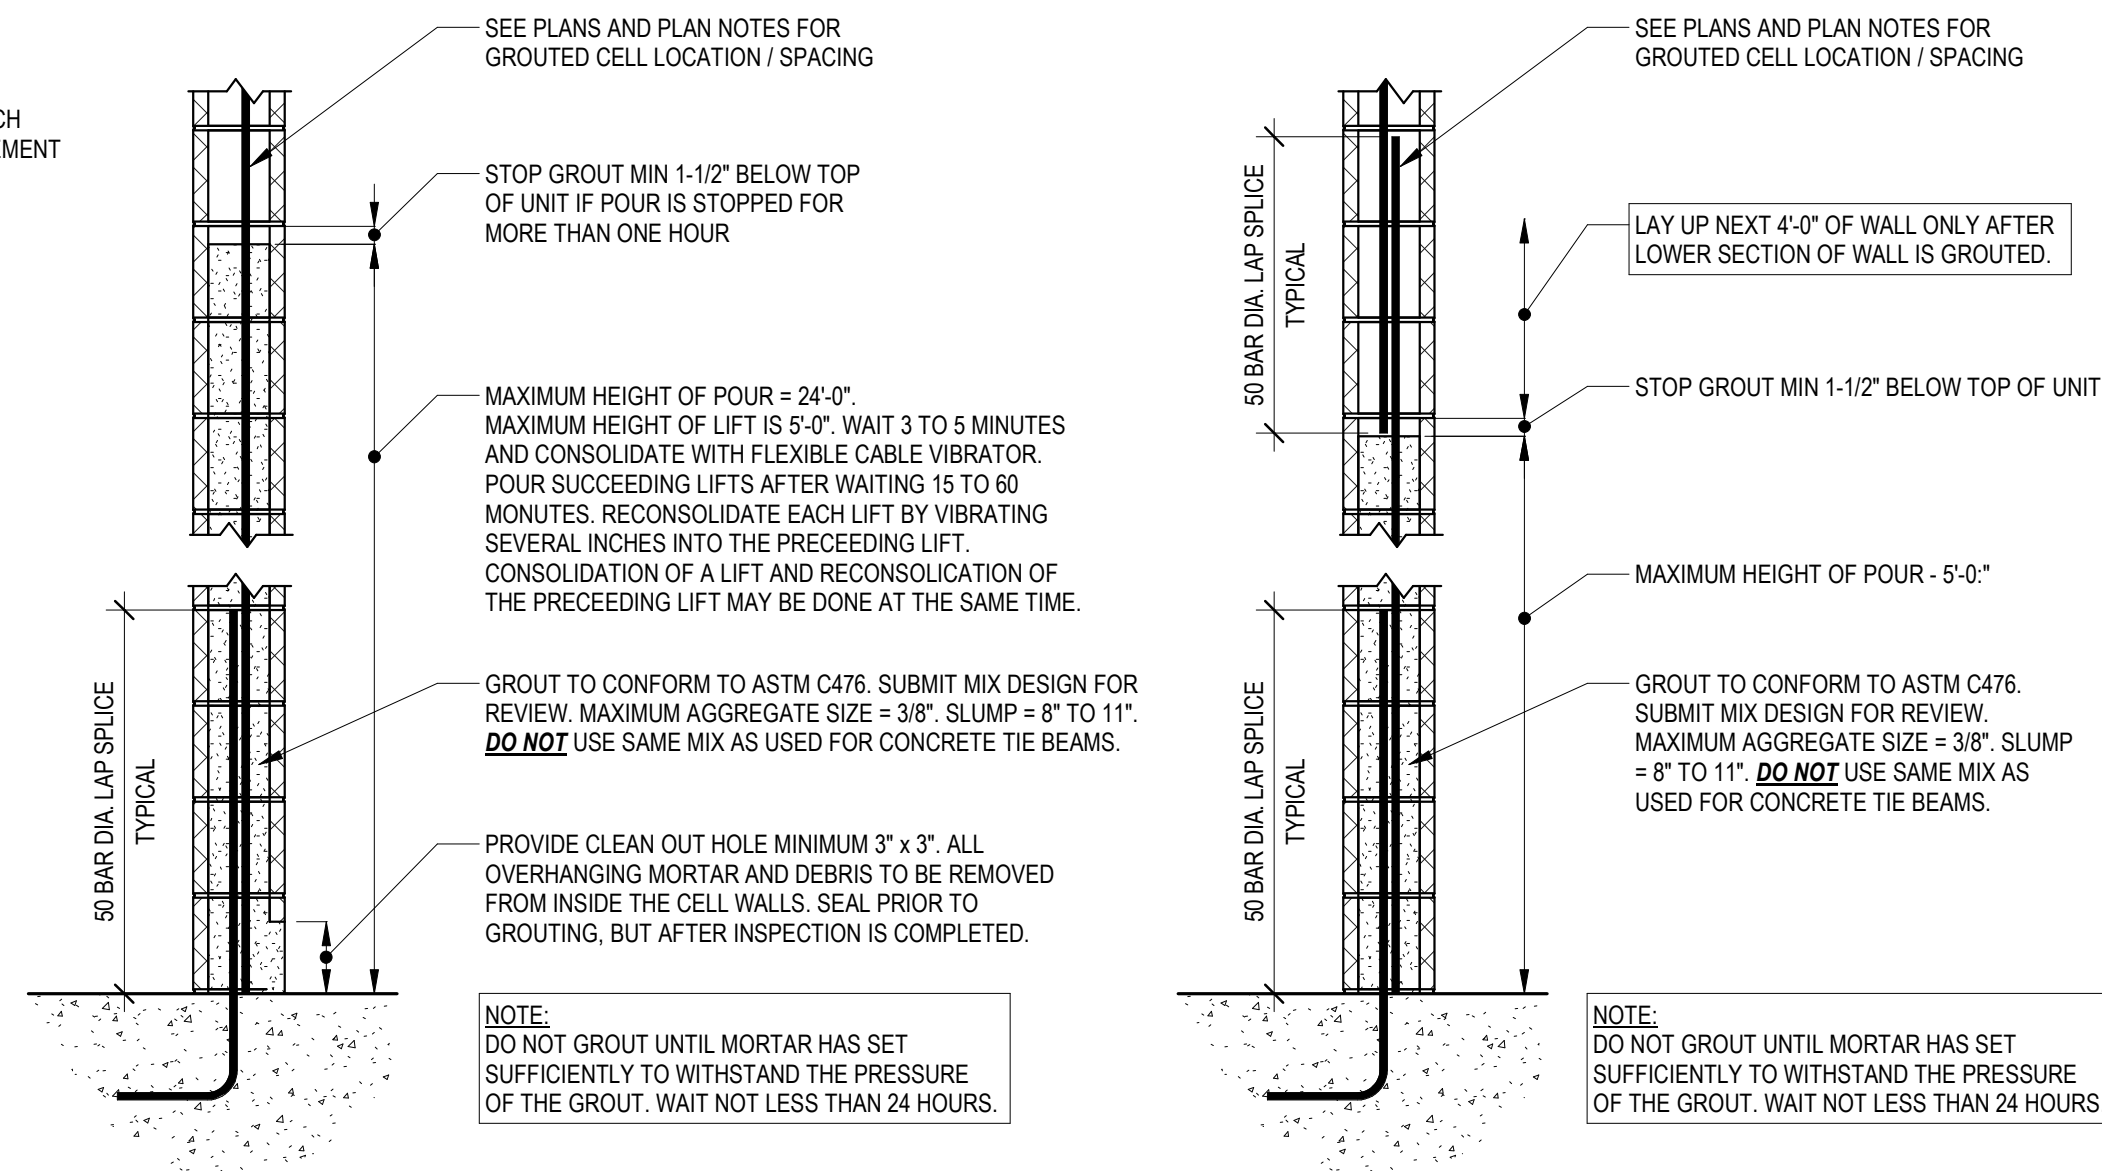 CH
EMENT
SEE PLANS AND PLAN NOTES FOR
GROUTED CELL LOCATION / SPACING
STOP GROUT MIN 1-1/2" BELOW TOP
OF UNIT IF POUR IS STOPPED FOR
MORE THAN ONE HOUR
MAXIMUM HEIGHT OF POUR = 24'-0".
MAXIMUM HEIGHT OF LIFT IS 5'-0". WAIT 3 TO 5 MINUTES
AND CONSOLIDATE WITH FLEXIBLE CABLE VIBRATOR.
POUR SUCCEEDING LIFTS AFTER WAITING 15 TO 60
MONUTES. RECONSOLIDATE EACH LIFT BY VIBRATING
SEVERAL INCHES INTO THE PRECEEDING LIFT.
CONSOLIDATION OF A LIFT AND RECONSOLICATION OF
THE PRECEEDING LIFT MAY BE DONE AT THE SAME TIME.
50 BAR DIA. LAP SPLICE
TYPICAL
GROUT TO CONFORM TO ASTM C476. SUBMIT MIX DESIGN FOR
REVIEW. MAXIMUM AGGREGATE SIZE = 3/8". SLUMP = 8" TO 11".
DO NOT USE SAME MIX AS USED FOR CONCRETE TIE BEAMS.
PROVIDE CLEAN OUT HOLE MINIMUM 3" x 3". ALL
OVERHANGING MORTAR AND DEBRIS TO BE REMOVED
FROM INSIDE THE CELL WALLS. SEAL PRIOR TO
GROUTING, BUT AFTER INSPECTION IS COMPLETED.
NOTE:
DO NOT GROUT UNTIL MORTAR HAS SET
SUFFICIENTLY TO WITHSTAND THE PRESSURE
OF THE GROUT. WAIT NOT LESS THAN 24 HOURS.
SEE PLANS AND PLAN NOTES FOR
GROUTED CELL LOCATION / SPACING
50 BAR DIA. LAP SPLICE
TYPICAL
LAY UP NEXT 4'-0" OF WALL ONLY AFTER
LOWER SECTION OF WALL IS GROUTED.
STOP GROUT MIN 1-1/2" BELOW TOP OF UNIT
MAXIMUM HEIGHT OF POUR - 5'-0:"
50 BAR DIA. LAP SPLICE
TYPICAL
GROUT TO CONFORM TO ASTM C476.
SUBMIT MIX DESIGN FOR REVIEW.
MAXIMUM AGGREGATE SIZE = 3/8". SLUMP
= 8" TO 11". DO NOT USE SAME MIX AS
USED FOR CONCRETE TIE BEAMS.
NOTE:
DO NOT GROUT UNTIL MORTAR HAS SET
SUFFICIENTLY TO WITHSTAND THE PRESSURE
OF THE GROUT. WAIT NOT LESS THAN 24 HOURS